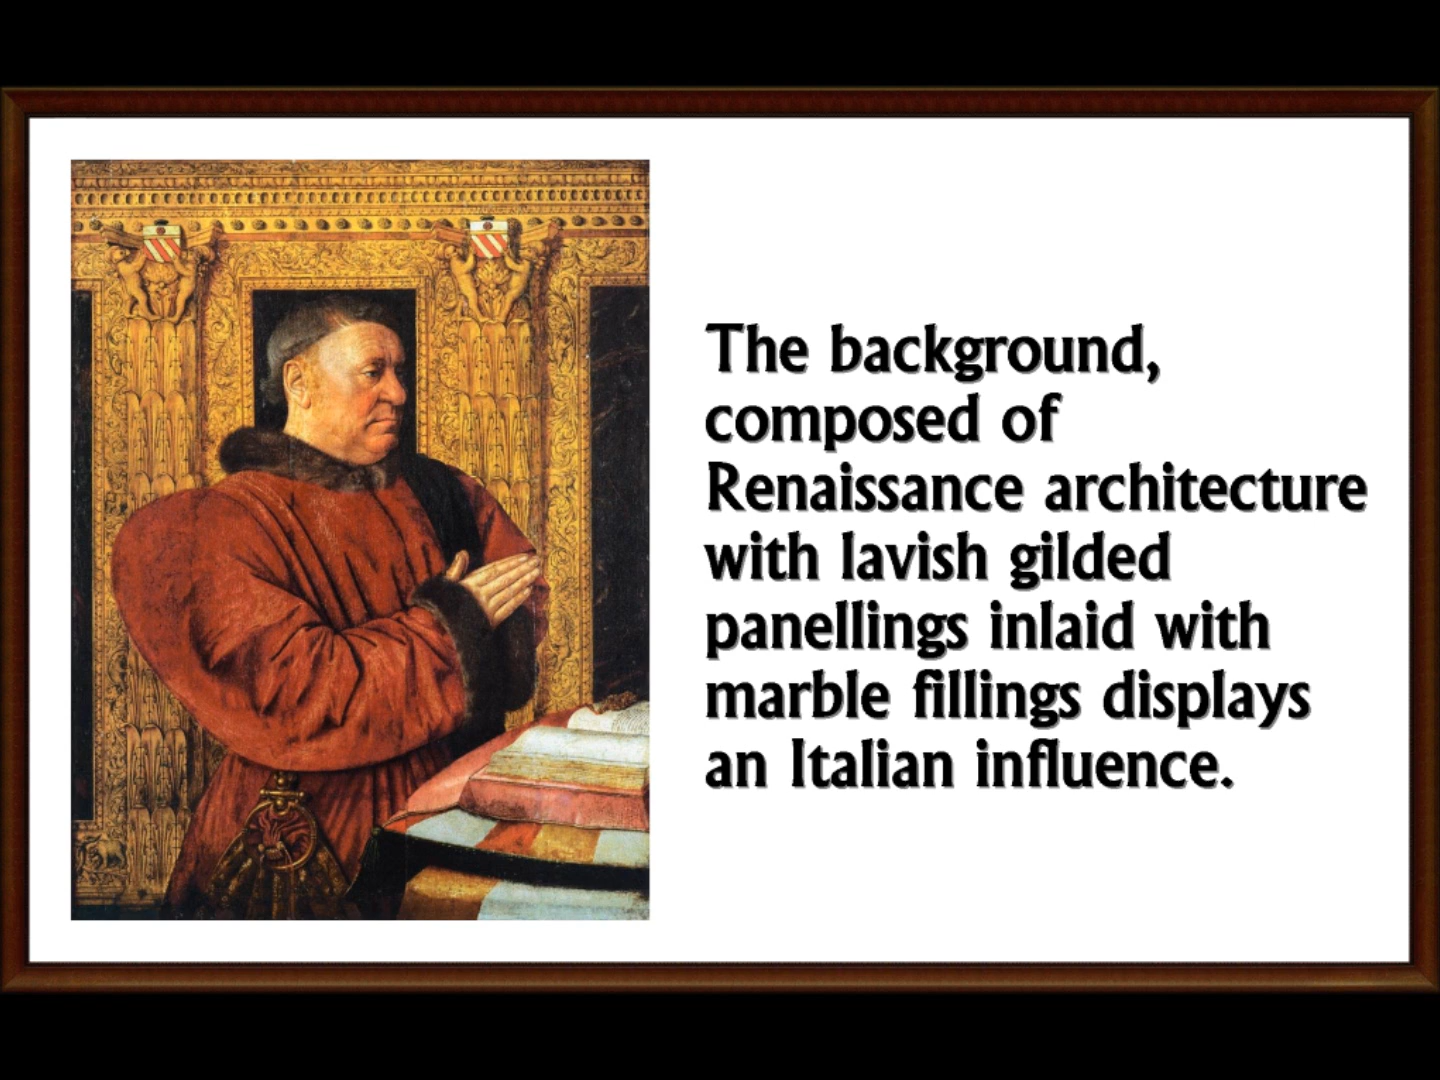 The background,
composed of
Renaissance architecture
with lavish gilded
panellings inlaid with
marble fillings displays
an Italian influence.